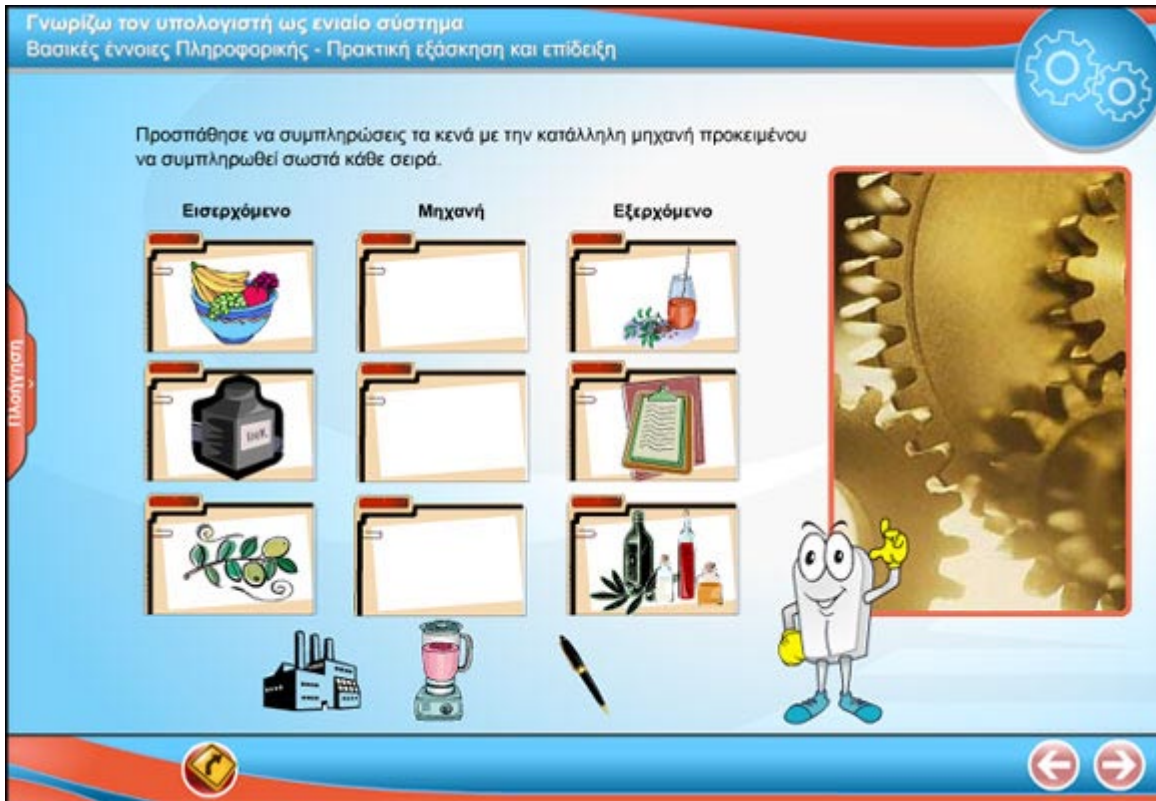 Γνωρίζω τον υπολογιστή ως ενιαίο σύστημα
Βασικές έννοιες Πληροφορικής - Πρακτική εξάσκηση και επίδειξη
Προσπάθησε να συμπληρώσεις τα κενά με την κατάλληλη μηχανή προκειμένου
να συμπληρωθεί σωστά κάθε σειρά.
Εισερχόμενο Μηχανή Εξερχόμενο
Πλοήγηση